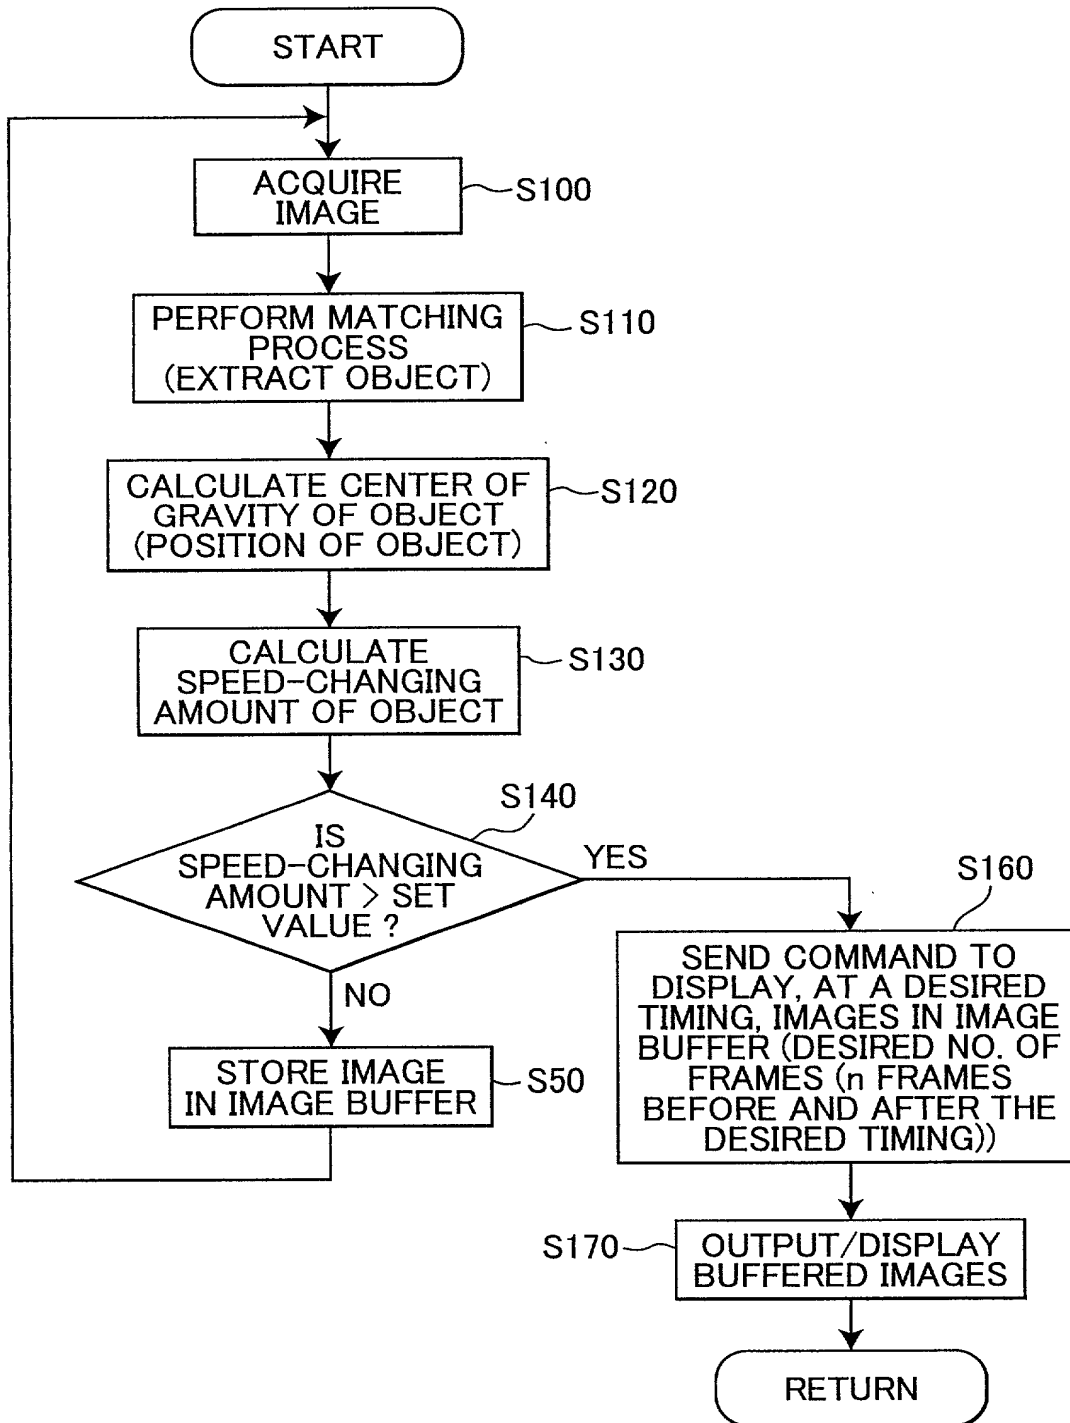 START
ACQUIRE
IMAGE
S100
PERFORM MATCHING
PROCESS
(EXTRACT OBJECT)
S110
CALCULATE CENTER OF
GRAVITY OF OBJECT
(POSITION OF OBJECT)
S120
CALCULATE
SPEED-CHANGING
AMOUNT OF OBJECT
S130
IS
SPEED-CHANGING
AMOUNT > SET
VALUE ?
S140
YES
NO
STORE IMAGE
IN IMAGE BUFFER
S50
S160
SEND COMMAND TO
DISPLAY, AT A DESIRED
TIMING, IMAGES IN IMAGE
BUFFER (DESIRED NO. OF
FRAMES (n FRAMES
BEFORE AND AFTER THE
DESIRED TIMING))
S170
OUTPUT/DISPLAY
BUFFERED IMAGES
RETURN